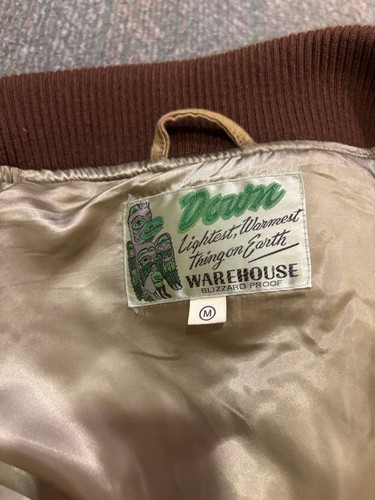 Down
Lightest, Warmest
Thing on Earth
WAREHOUSE
BLIZZARD PROOF
M